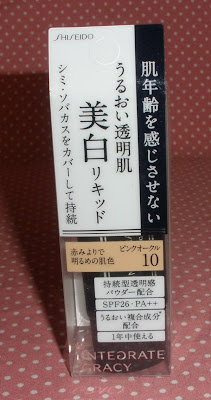 SHISEIDO
肌年齢を感じさせない
うるおい透明肌
美白リキッド
シミ・ソバカスをカバーして持続
赤みよりで
明るめの肌色
ピンクオークル
10
持続型透明感
パウダー配合
SPF26・PA++
うるおい複合成分*
配合
1年中使える
INTEGRATE
GRACY